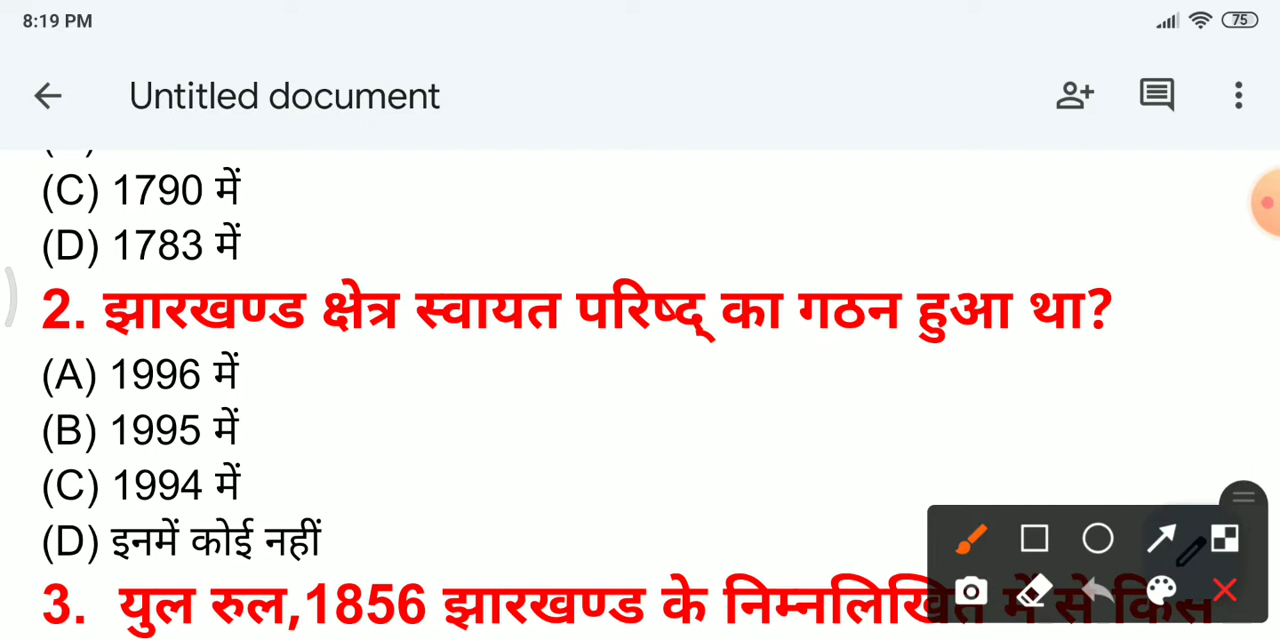 8:19 PM
75
Untitled document
(C) 1790 में
(D) 1783 में
2. झारखण्ड क्षेत्र स्वायत परिष्द् का गठन हुआ था?
(A) 1996 में
(B) 1995 में
(C) 1994 में
(D) इनमें कोई नहीं
3. युल रुल,1856 झारखण्ड के निम्नलिखित में से किस